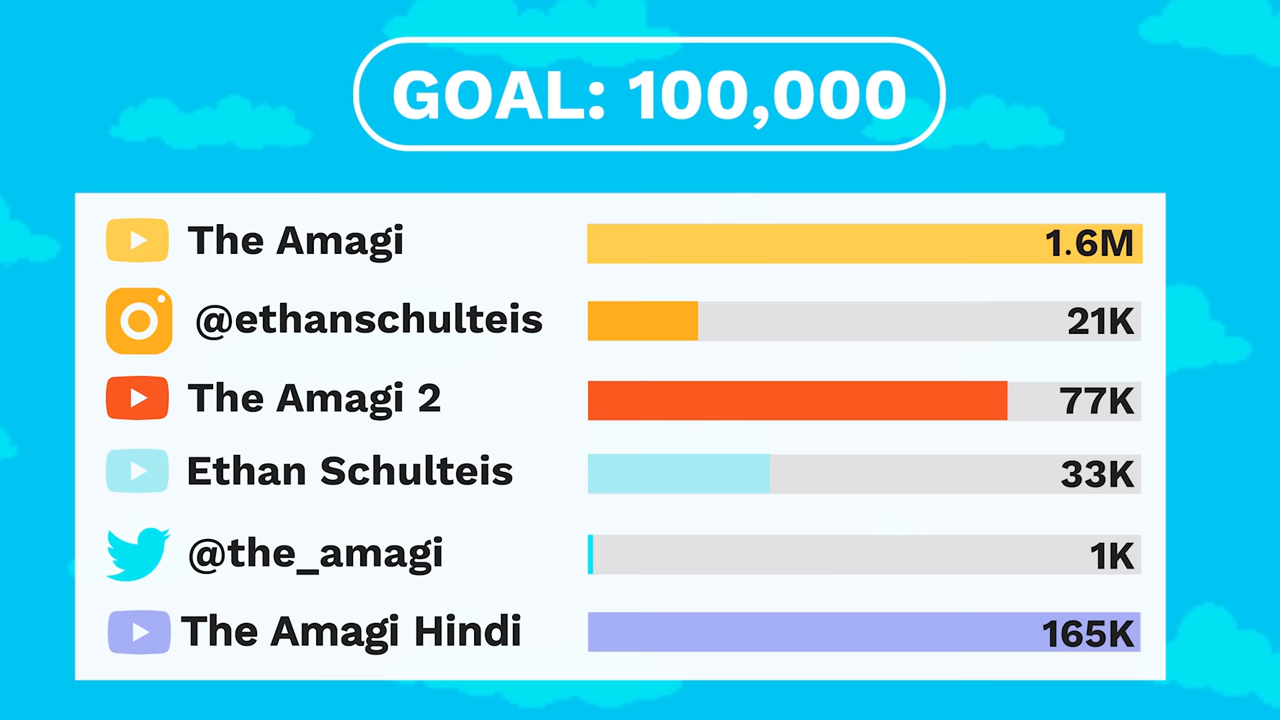 GOAL: 100,000
The Amagi 1.6M
@ethanschulteis 21K
The Amagi 2 77K
Ethan Schulteis 33K
@the_amagi 1K
The Amagi Hindi 165K